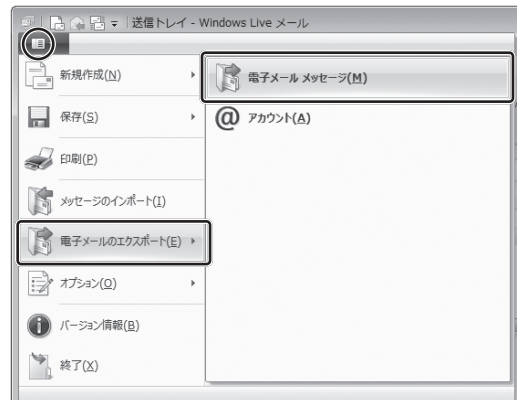 送信トレイ - Windows Live メール
新規作成(N)
保存(S)
印刷(P)
メッセージのインポート(I)
電子メールのエクスポート(E)
オプション(O)
バージョン情報(B)
終了(X)
電子メール メッセージ(M)
アカウント(A)